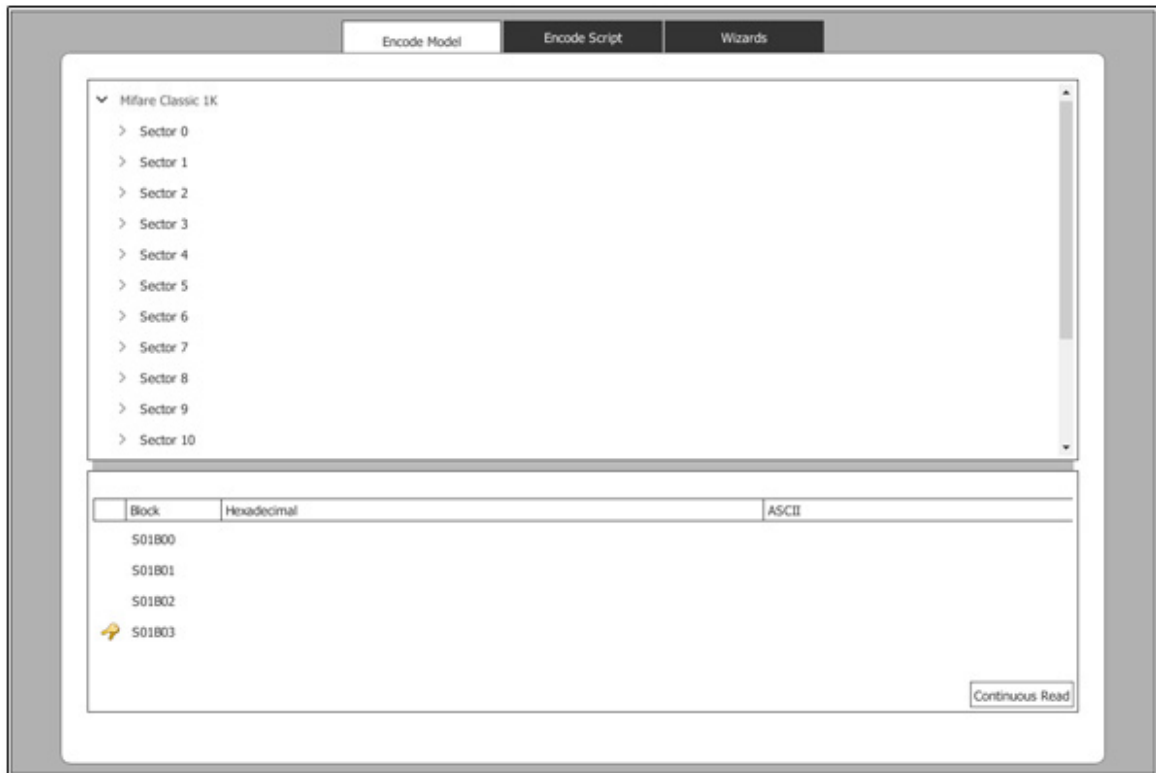 Encode Model Encode Script Wizards
Mifare Classic 1K
Sector 0
Sector 1
Sector 2
Sector 3
Sector 4
Sector 5
Sector 6
Sector 7
Sector 8
Sector 9
Sector 10
Block Hexadecimal ASCII
S01B00
S01B01
S01B02
S01B03
Continuous Read